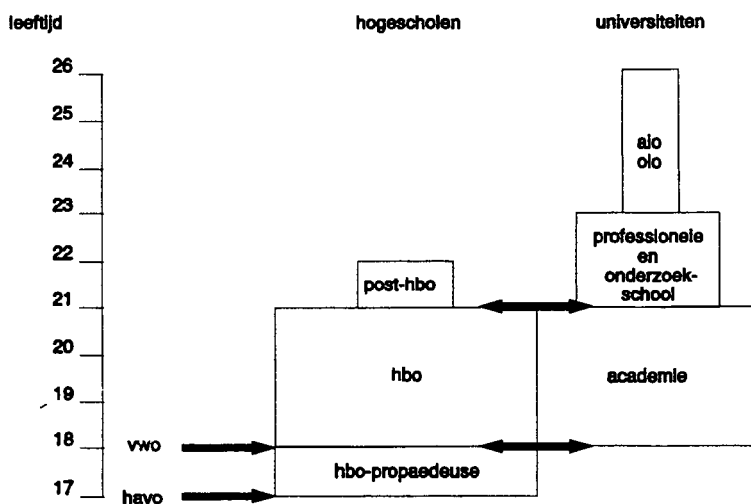 leeftijd hogescholen universiteiten
26
25
aio
24
oio
23
professionele
22
en
onderzoek-
post-hbo
school
21
20
hbo
academie
19
vwo
18
hbo-propaedeuse
havo
17